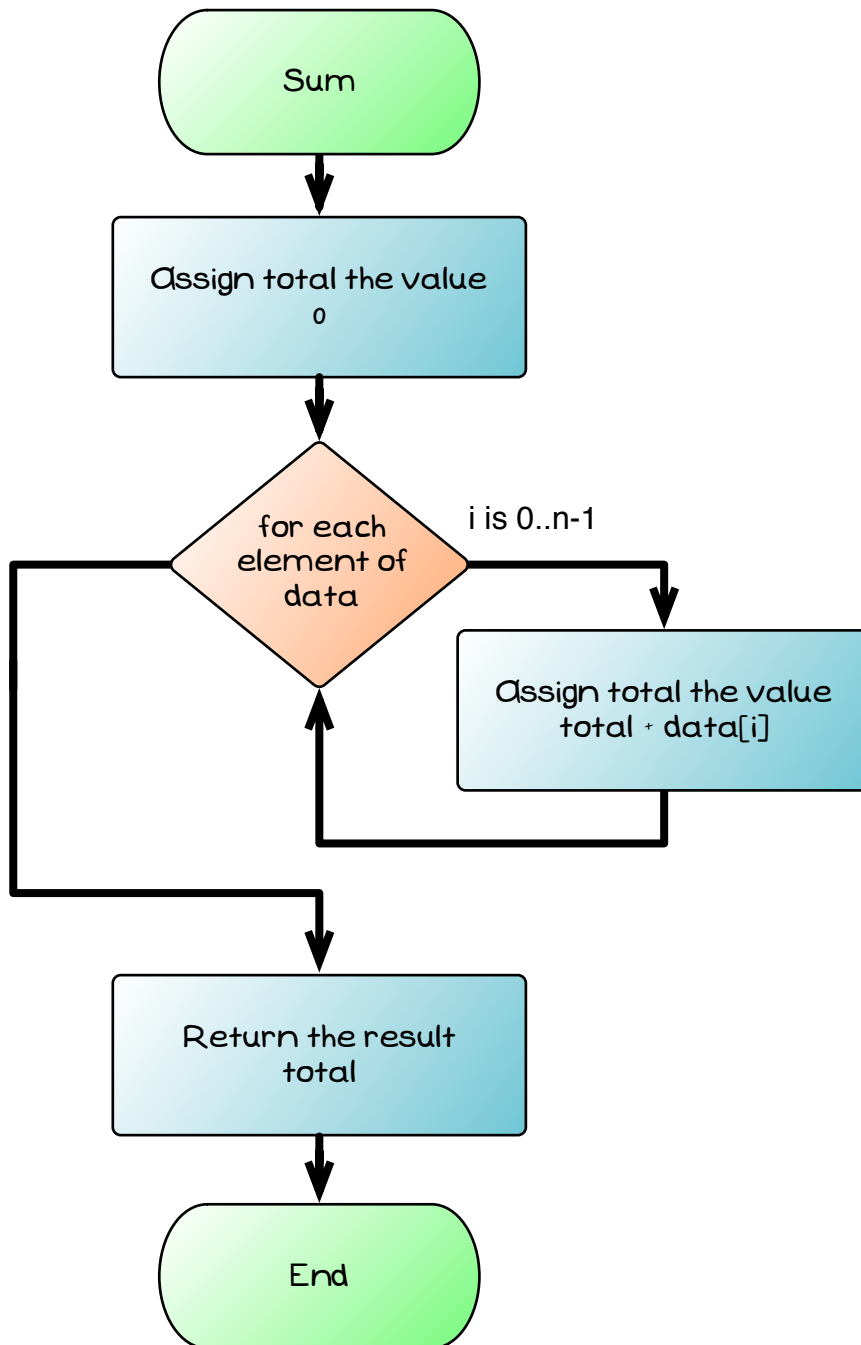 Sum
Assign total the value
0
for each
element of
data
i is 0..n-1
Assign total the value
total + data[i]
Return the result
total
End